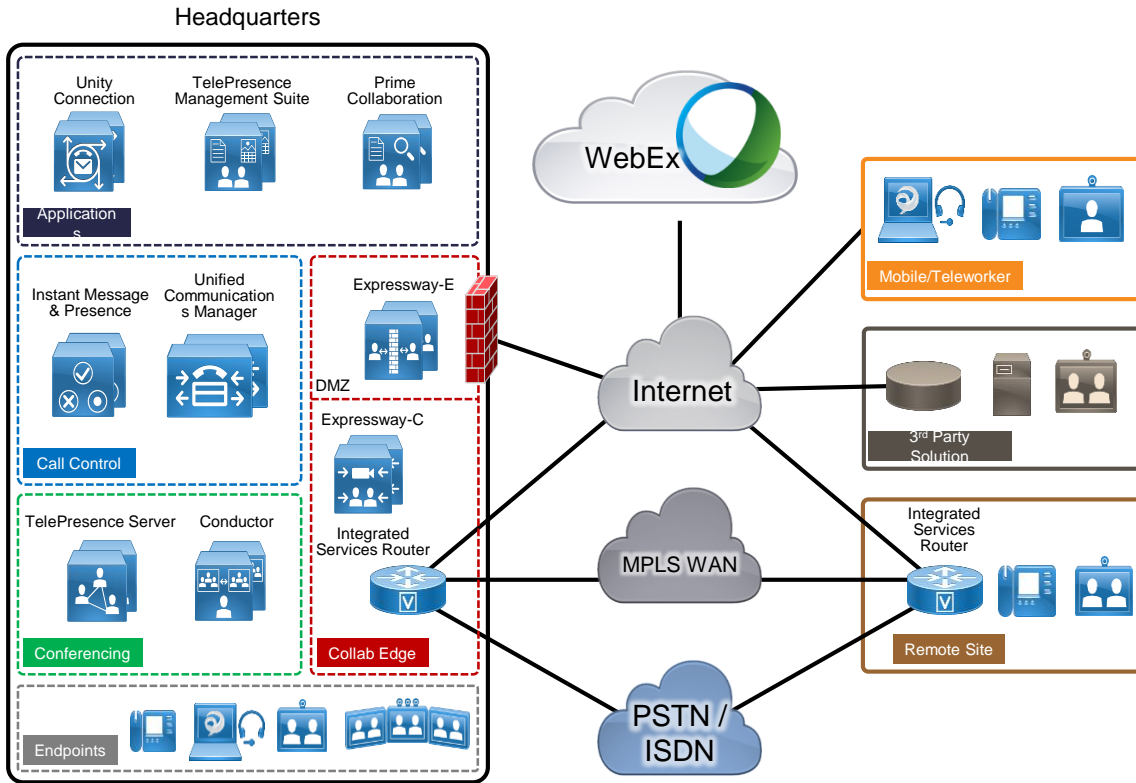 Headquarters
Unity
Connection
TelePresence
Management Suite
Prime
Collaboration
Application
s
Instant Message
& Presence
Unified
Communication
s Manager
Call Control
Expressway-E
DMZ
Expressway-C
Integrated
Services Router
V
Collab Edge
TelePresence Server
Conductor
Conferencing
Endpoints
WebEx
Internet
MPLS WAN
PSTN /
ISDN
Mobile/Teleworker
3rd Party
Solution
Integrated
Services
Router
V
Remote Site